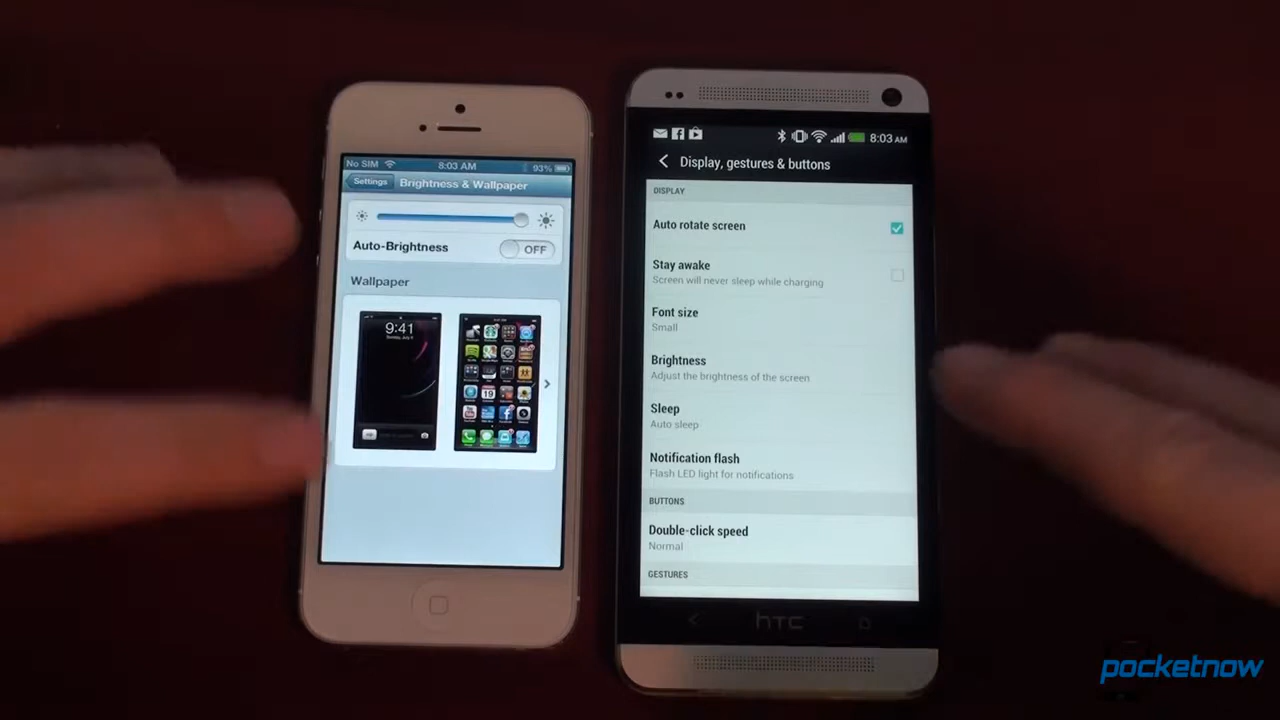 No SIM 8:03 AM 93%
Settings Brightness & Wallpaper
Auto-Brightness OFF
Wallpaper
9:41
8:03 AM
Display, gestures & buttons
DISPLAY
Auto rotate screen
Stay awake
Screen will never sleep while charging
Font size
Small
Brightness
Adjust the brightness of the screen
Sleep
Auto sleep
Notification flash
Flash LED light for notifications
BUTTONS
Double-click speed
Normal
GESTURES
hTC
pocketnow